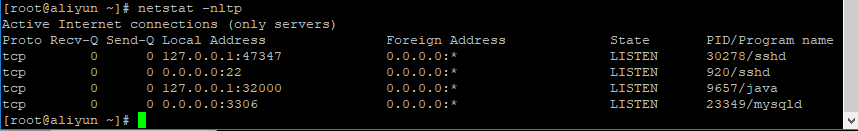 [root@aliyun ~]# netstat -nltp
Active Internet connections (only servers)
Proto Recv-Q Send-Q Local Address Foreign Address State PID/Program name
tcp 0 0 127.0.0.1:47347 0.0.0.0:* LISTEN 30278/sshd
tcp 0 0 0.0.0.0:22 0.0.0.0:* LISTEN 920/sshd
tcp 0 0 127.0.0.1:32000 0.0.0.0:* LISTEN 9657/java
tcp 0 0 0.0.0.0:3306 0.0.0.0:* LISTEN 23349/mysqld
[root@aliyun ~]#